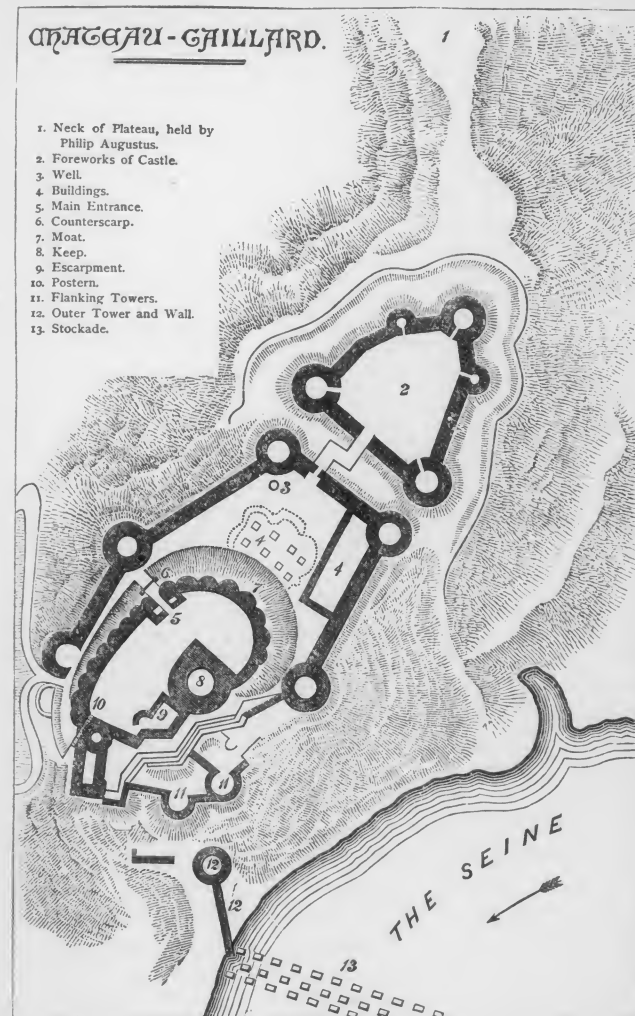 CHATEAU-GAILLARD.
1
1. Neck of Plateau, held by
Philip Augustus.
2. Foreworks of Castle.
3. Well.
4. Buildings.
5. Main Entrance.
6. Counterscarp.
7. Moat.
8. Keep.
9. Escarpment.
10. Postern.
11. Flanking Towers.
12. Outer Tower and Wall.
13. Stockade.
2
3
4
4
6
7
5
8
9
10
11
11
12
12
THE SEINE
13